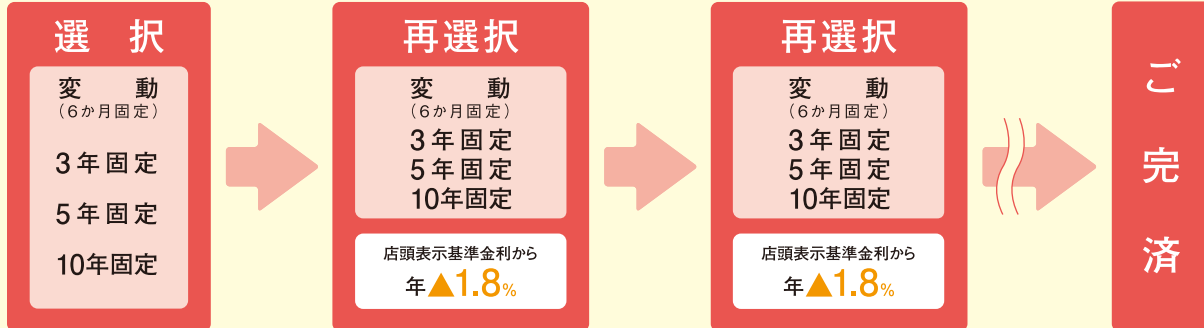 選択
変動
（6か月固定）
3年固定
5年固定
10年固定
再選択
変動
（6か月固定）
3年固定
5年固定
10年固定
店頭表示基準金利から
年▲1.8%
再選択
変動
（6か月固定）
3年固定
5年固定
10年固定
店頭表示基準金利から
年▲1.8%
ご完済